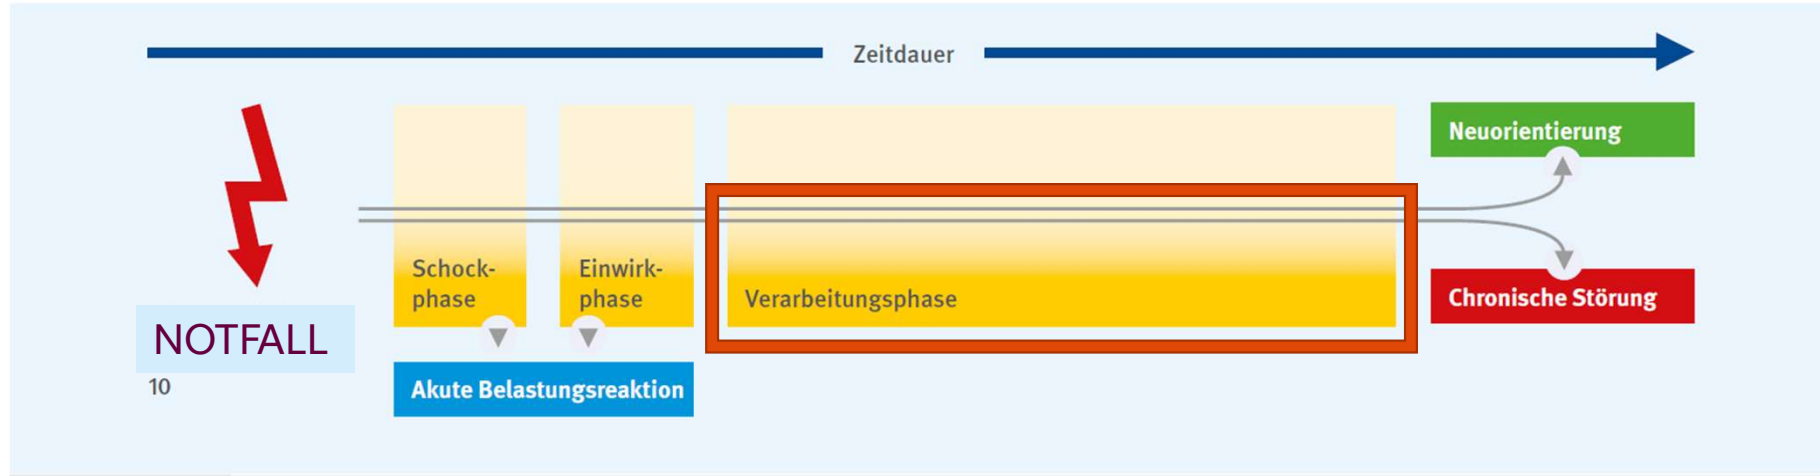 Zeitdauer
Neuorientierung
Schock-
phase
Einwirk-
phase
Verarbeitungsphase
Chronische Störung
NOTFALL
10
Akute Belastungsreaktion